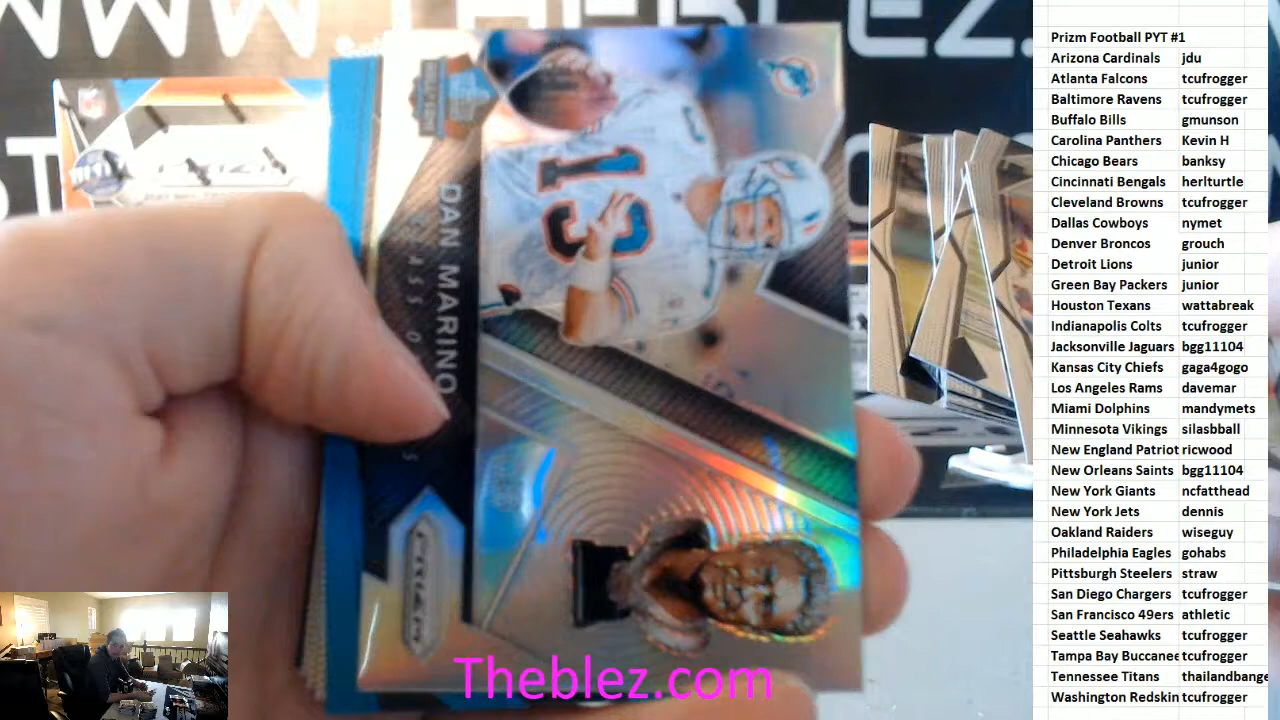 WWW.THEBLEZ.
ST
DAN MARINO
13
PRIZM
Theblez.com
Prizm Football PYT #1
Arizona Cardinals jdu
Atlanta Falcons tcufrogger
Baltimore Ravens tcufrogger
Buffalo Bills gmunson
Carolina Panthers Kevin H
Chicago Bears banksy
Cincinnati Bengals herlturtle
Cleveland Browns tcufrogger
Dallas Cowboys nymet
Denver Broncos grouch
Detroit Lions junior
Green Bay Packers junior
Houston Texans wattabreak
Indianapolis Colts tcufrogger
Jacksonville Jaguars bgg11104
Kansas City Chiefs gaga4gogo
Los Angeles Rams davemar
Miami Dolphins mandymets
Minnesota Vikings silasbball
New England Patriot ricwood
New Orleans Saints bgg11104
New York Giants ncfatthead
New York Jets dennis
Oakland Raiders wiseguy
Philadelphia Eagles gohabs
Pittsburgh Steelers straw
San Diego Chargers tcufrogger
San Francisco 49ers athletic
Seattle Seahawks tcufrogger
Tampa Bay Buccanee tcufrogger
Tennessee Titans thailandbange
Washington Redskin tcufrogger